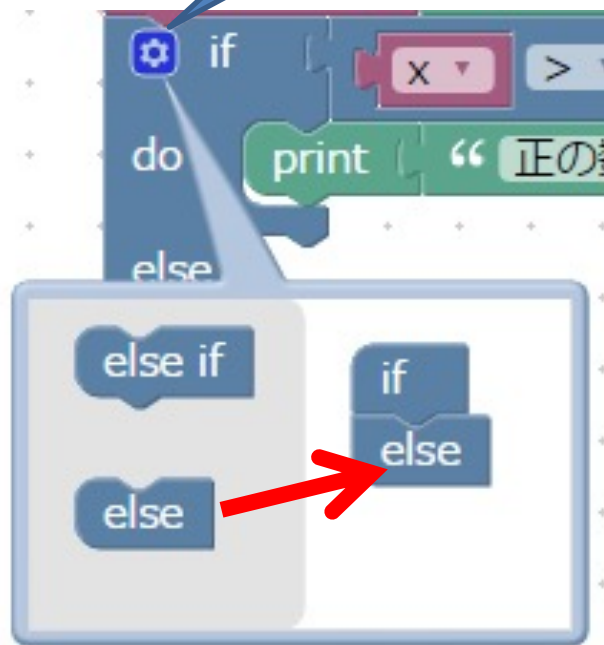 if x >
do print “ 正の
else
else if
if
else
else